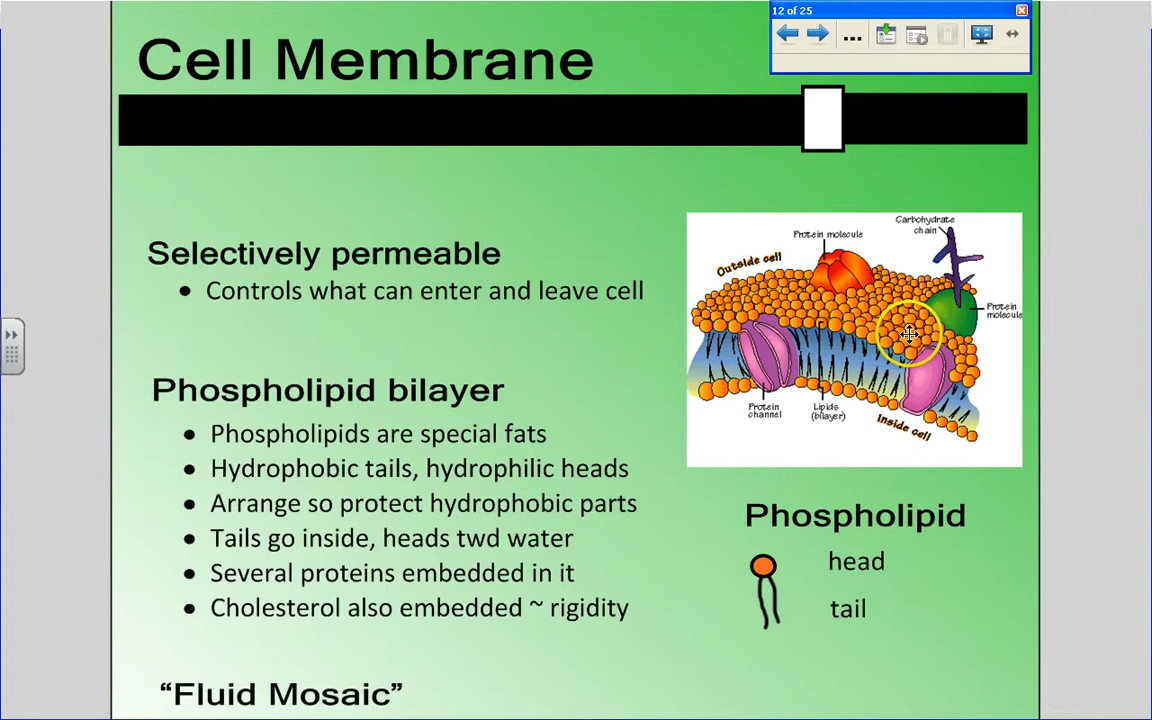 12 of 25
Cell Membrane
Selectively permeable
• Controls what can enter and leave cell
Phospholipid bilayer
• Phospholipids are special fats
• Hydrophobic tails, hydrophilic heads
• Arrange so protect hydrophobic parts
• Tails go inside, heads twd water
• Several proteins embedded in it
• Cholesterol also embedded ~ rigidity
“Fluid Mosaic”
Carbohydrate
chain
Protein molecule
Outside cell
Protein
molecule
Protein
channel
Lipids
(bilayer)
Inside cell
Phospholipid
head
tail